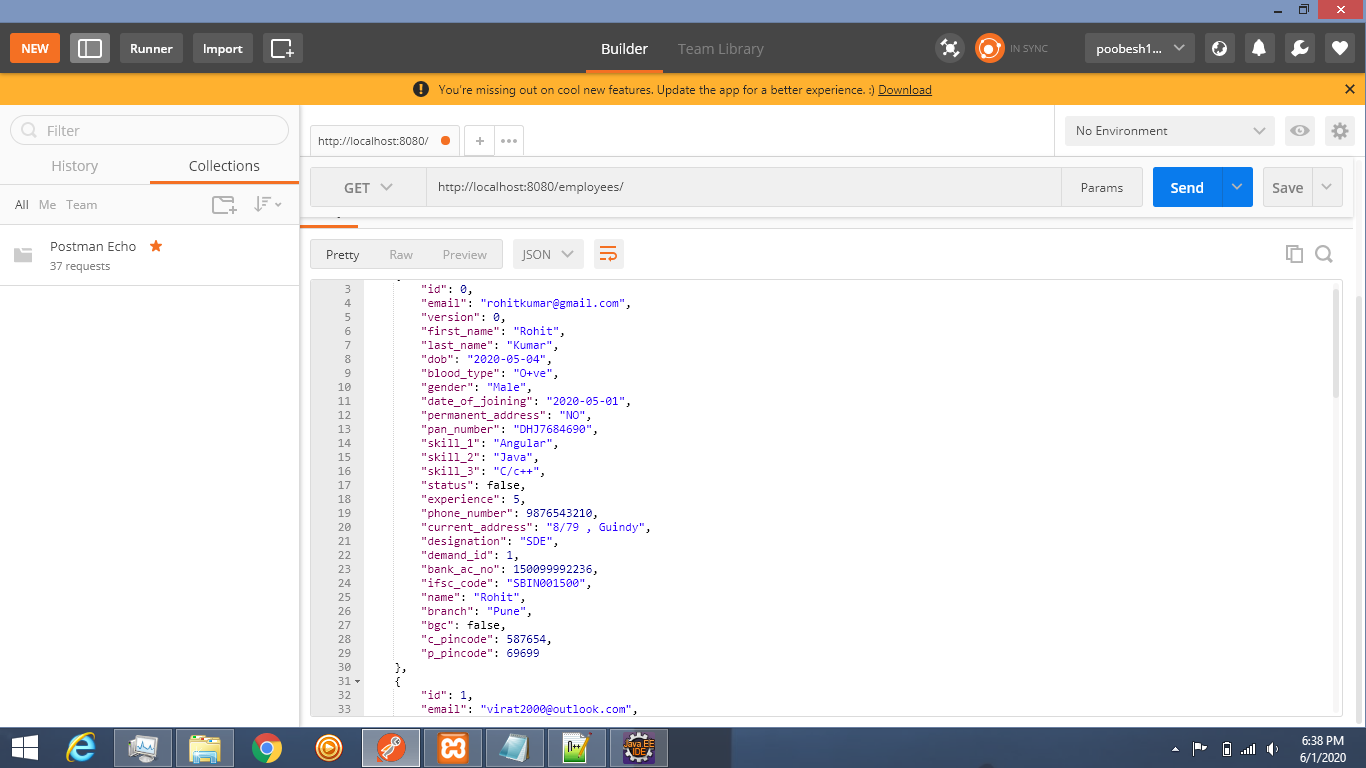 NEW Runner Import Builder Team Library IN SYNC poobesh1...
You're missing out on cool new features. Update the app for a better experience. :) Download
Filter
History Collections
All Me Team
Postman Echo
37 requests
http://localhost:8080/ + •••
No Environment
GET http://localhost:8080/employees/ Params Send Save
Pretty Raw Preview JSON
3 "id": 0,
4 "email": "rohitkumar@gmail.com",
5 "version": 0,
6 "first_name": "Rohit",
7 "last_name": "Kumar",
8 "dob": "2020-05-04",
9 "blood_type": "O+ve",
10 "gender": "Male",
11 "date_of_joining": "2020-05-01",
12 "permanent_address": "NO",
13 "pan_number": "DHJ7684690",
14 "skill_1": "Angular",
15 "skill_2": "Java",
16 "skill_3": "C/c++",
17 "status": false,
18 "experience": 5,
19 "phone_number": 9876543210,
20 "current_address": "8/79 , Guindy",
21 "designation": "SDE",
22 "demand_id": 1,
23 "bank_ac_no": 150099992236,
24 "ifsc_code": "SBIN001500",
25 "name": "Rohit",
26 "branch": "Pune",
27 "bgc": false,
28 "c_pincode": 587654,
29 "p_pincode": 69699
30 },
31 {
32 "id": 1,
33 "email": "virat2000@outlook.com",
Java EE
IDE
6:38 PM
6/1/2020